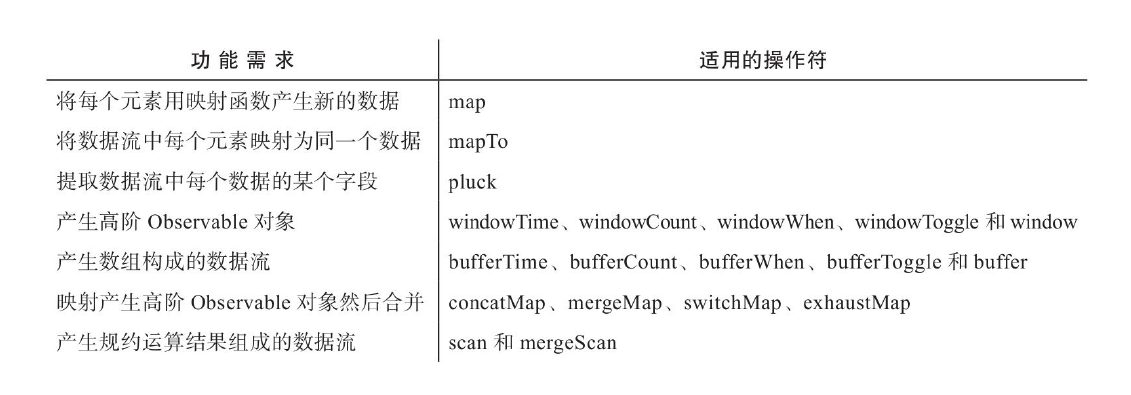 功能需求 适用的操作符
将每个元素用映射函数产生新的数据 map
将数据流中每个元素映射为同一个数据 mapTo
提取数据流中每个数据的某个字段 pluck
产生高阶 Observable 对象 windowTime、windowCount、windowWhen、windowToggle 和 window
产生数组构成的数据流 bufferTime、bufferCount、bufferWhen、bufferToggle 和 buffer
映射产生高阶 Observable 对象然后合并 concatMap、mergeMap、switchMap、exhaustMap
产生规约运算结果组成的数据流 scan 和 mergeScan